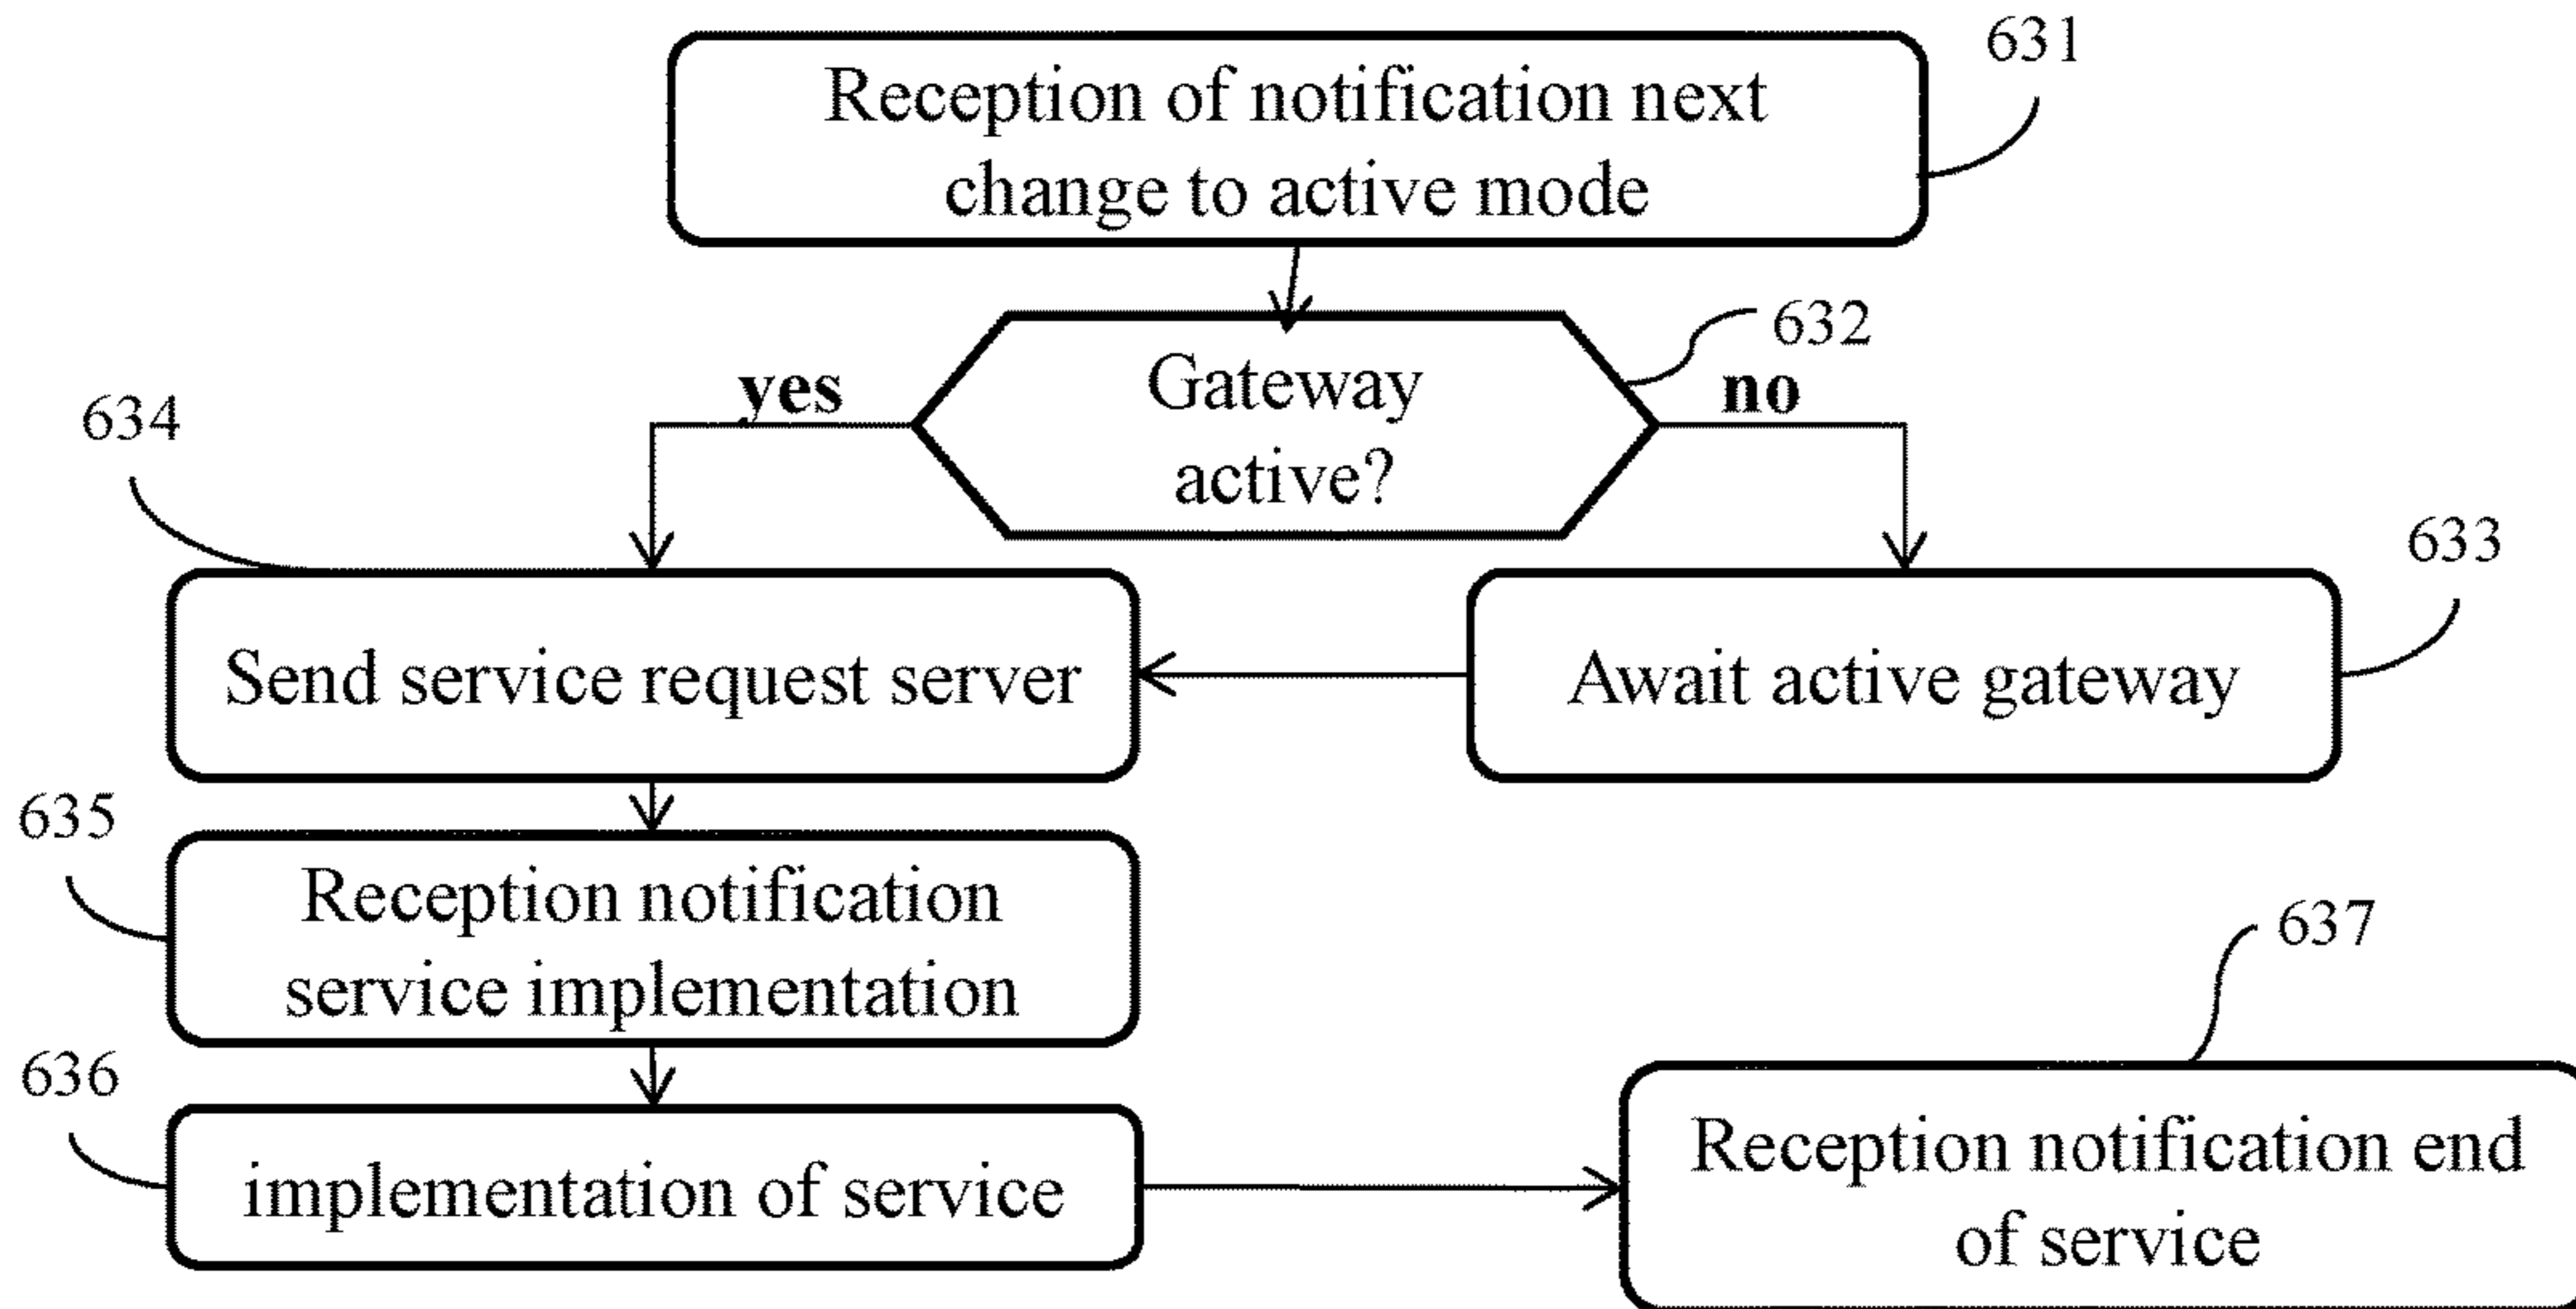 631
Reception of notification next
change to active mode
632
yes
no
Gateway
active?
634
633
Send service request server
Await active gateway
635
Reception notification
service implementation
637
636
implementation of service
Reception notification end
of service